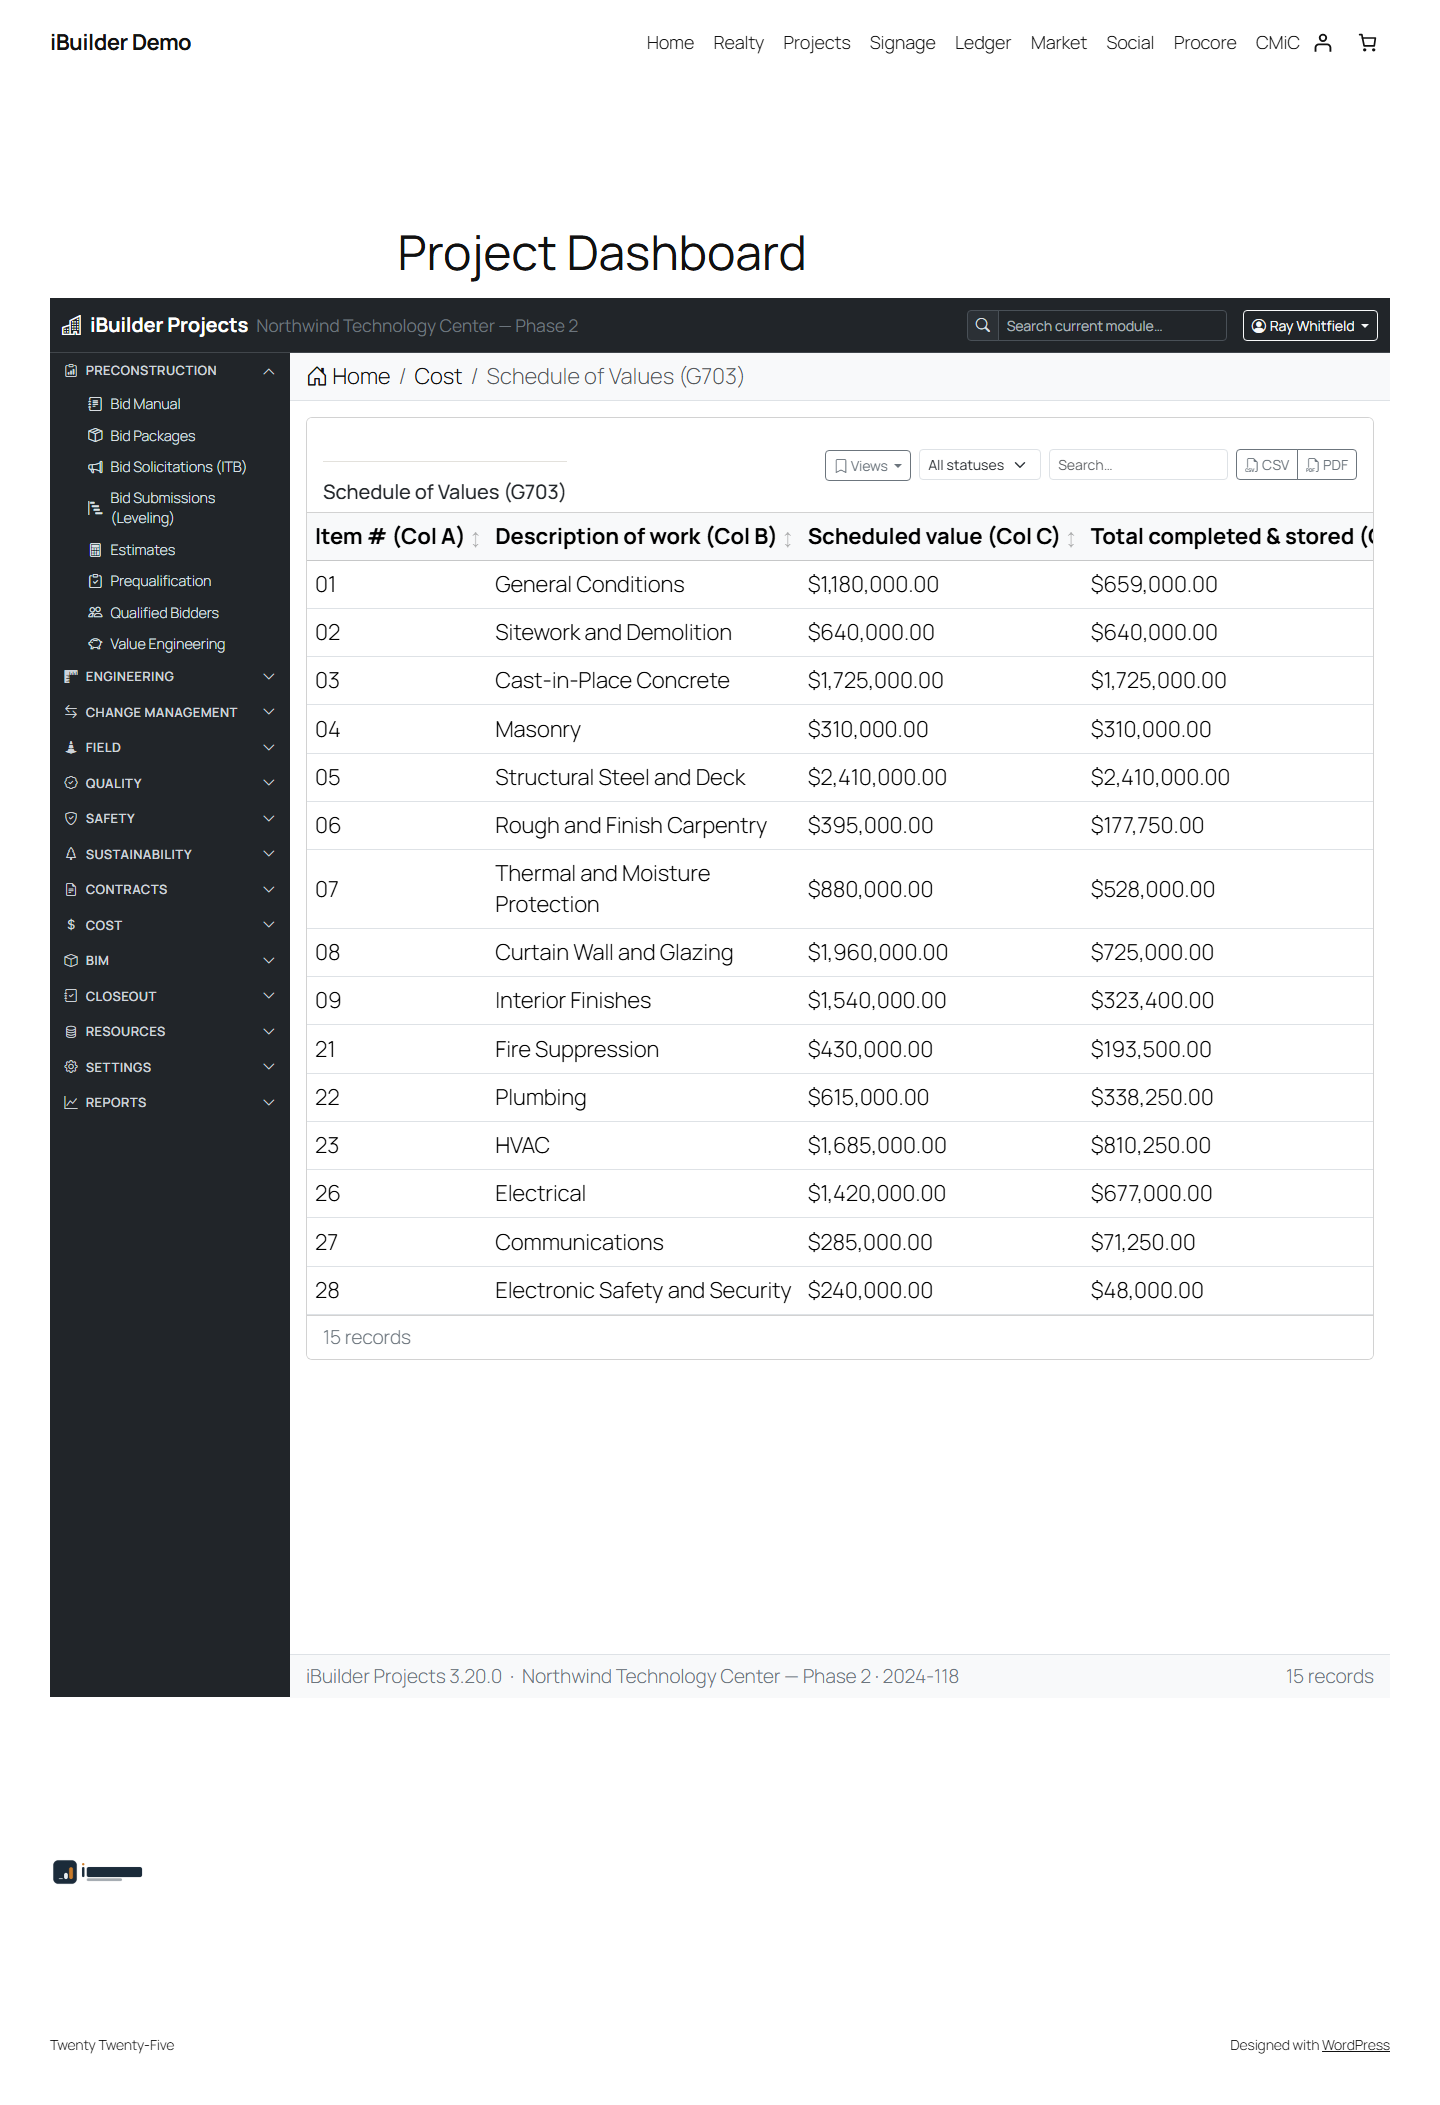 iBuilder Demo
Home Realty Projects Signage Ledger Market Social Procore CMiC
Project Dashboard
iBuilder Projects Northwind Technology Center — Phase 2
Search current module...
Ray Whitfield
PRECONSTRUCTION
Bid Manual
Bid Packages
Bid Solicitations (ITB)
Bid Submissions
(Leveling)
Estimates
Prequalification
Qualified Bidders
Value Engineering
ENGINEERING
CHANGE MANAGEMENT
FIELD
QUALITY
SAFETY
SUSTAINABILITY
CONTRACTS
$ COST
BIM
CLOSEOUT
RESOURCES
SETTINGS
REPORTS
Home / Cost / Schedule of Values (G703)
Schedule of Values (G703)
Views All statuses Search... CSV PDF
Item # (Col A) Description of work (Col B) Scheduled value (Col C) Total completed & stored (
01 General Conditions $1,180,000.00 $659,000.00
02 Sitework and Demolition $640,000.00 $640,000.00
03 Cast-in-Place Concrete $1,725,000.00 $1,725,000.00
04 Masonry $310,000.00 $310,000.00
05 Structural Steel and Deck $2,410,000.00 $2,410,000.00
06 Rough and Finish Carpentry $395,000.00 $177,750.00
07 Thermal and Moisture
Protection $880,000.00 $528,000.00
08 Curtain Wall and Glazing $1,960,000.00 $725,000.00
09 Interior Finishes $1,540,000.00 $323,400.00
21 Fire Suppression $430,000.00 $193,500.00
22 Plumbing $615,000.00 $338,250.00
23 HVAC $1,685,000.00 $810,250.00
26 Electrical $1,420,000.00 $677,000.00
27 Communications $285,000.00 $71,250.00
28 Electronic Safety and Security $240,000.00 $48,000.00
15 records
iBuilder Projects 3.20.0 · Northwind Technology Center — Phase 2 · 2024-118
15 records
Twenty Twenty-Five
Designed with WordPress